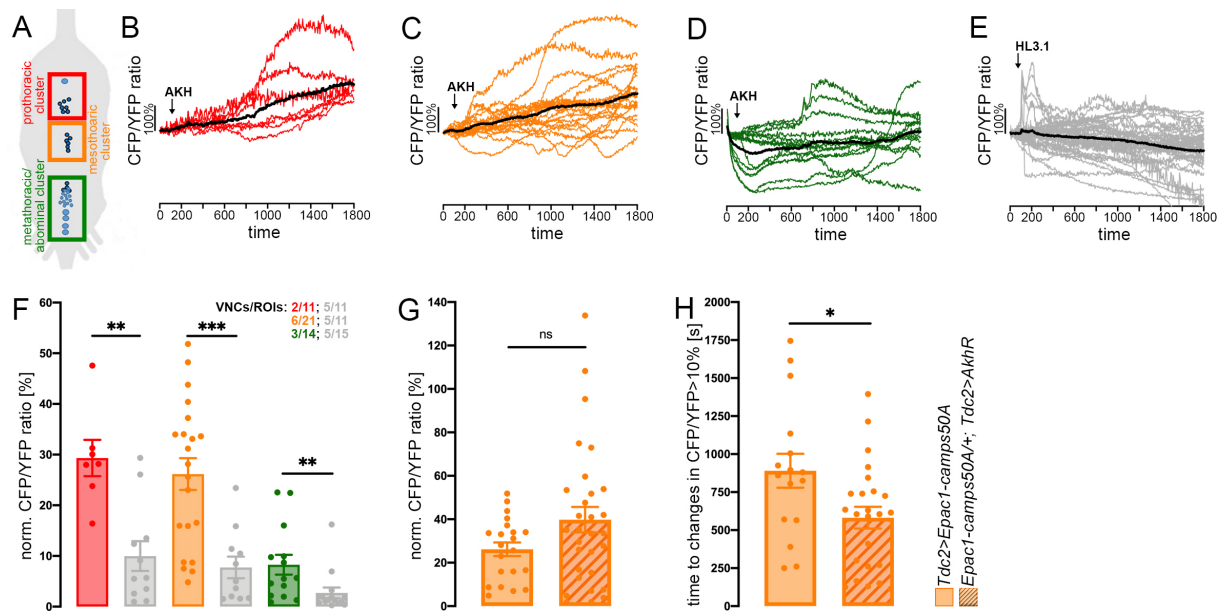 A
prothoracic
cluster
mesothoaric
cluster
metathoracic/
abominal cluster
B
CFP/YFP ratio
100%
AKH
0 200 600 1000 1400 1800
time
C
CFP/YFP ratio
100%
AKH
0 200 600 1000 1400 1800
time
D
CFP/YFP ratio
100%
AKH
0 200 600 1000 1400 1800
time
E
CFP/YFP ratio
100%
HL3.1
0 200 600 1000 1400 1800
time
F
norm. CFP/YFP ratio [%]
60
50
40
30
20
10
0
VNCs/ROIs: 2/11; 5/11
6/21; 5/11
3/14; 5/15
**
***
**
G
norm. CFP/YFP ratio [%]
140
120
100
80
60
40
20
0
ns
H
time to changes in CFP/YFP>10% [s]
2000
1750
1500
1250
1000
750
500
250
0
*
Tdc2>Epac1-camps50A
Epac1-camps50A/+; Tdc2>AkhR